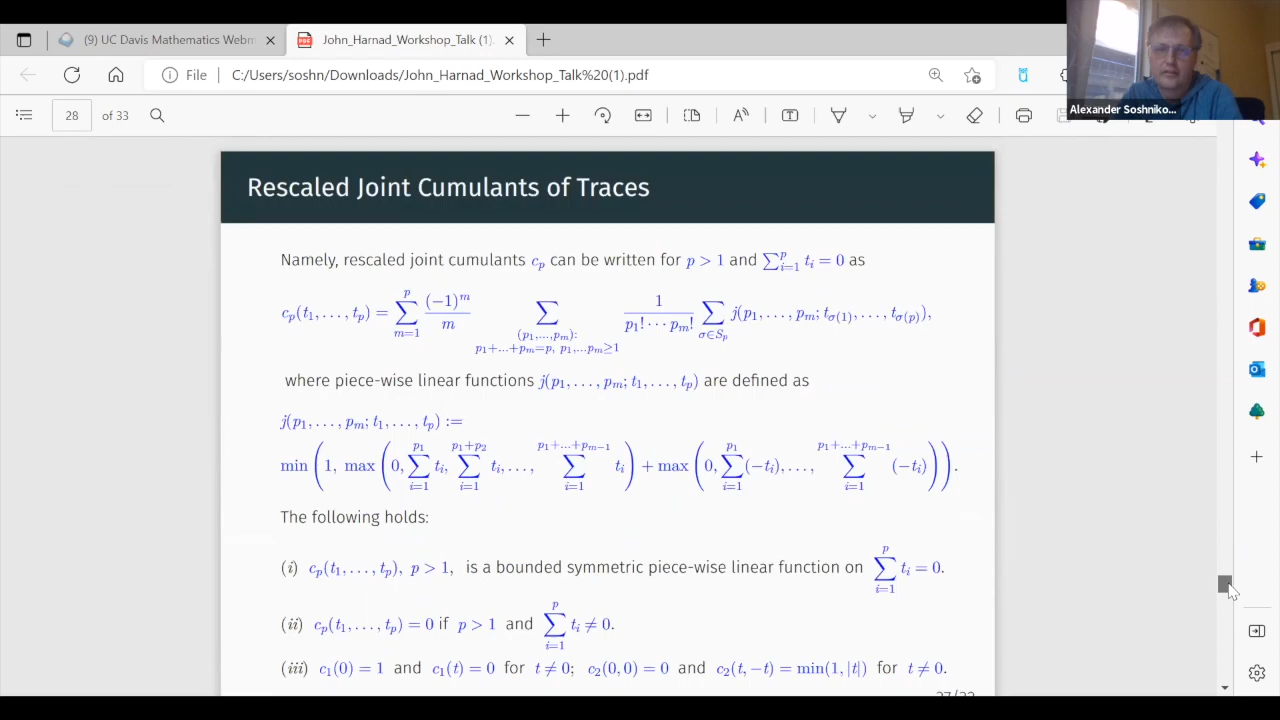 (9) UC Davis Mathematics Webm
John_Harnad_Workshop_Talk (1).
File
C:/Users/soshn/Downloads/John_Harnad_Workshop_Talk%20(1).pdf
Alexander Soshniko...
28 of 33
Rescaled Joint Cumulants of Traces
Namely, rescaled joint cumulants c_p can be written for p > 1 and ∑_{i=1}^{p} t_i = 0 as
c_p(t_1, . . . , t_p) = ∑_{m=1}^{p} \frac{(-1)^m}{m} ∑_{(p_1,...,p_m): p_1+...+p_m=p, p_1,...p_m≥1} \frac{1}{p_1! ··· p_m!} ∑_{σ∈S_p} j(p_1, . . . , p_m; t_{σ(1)}, . . . , t_{σ(p)}),
where piece-wise linear functions j(p_1, . . . , p_m; t_1, . . . , t_p) are defined as
j(p_1, . . . , p_m; t_1, . . . , t_p) :=
min (1, max (0, ∑_{i=1}^{p_1} t_i, ∑_{i=1}^{p_1+p_2} t_i, . . . , ∑_{i=1}^{p_1+...+p_{m-1}} t_i) + max (0, ∑_{i=1}^{p_1} (-t_i), . . . , ∑_{i=1}^{p_1+...+p_{m-1}} (-t_i))).
The following holds:
(i) c_p(t_1, . . . , t_p), p > 1, is a bounded symmetric piece-wise linear function on ∑_{i=1}^{p} t_i = 0.
(ii) c_p(t_1, . . . , t_p) = 0 if p > 1 and ∑_{i=1}^{p} t_i ≠ 0.
(iii) c_1(0) = 1 and c_1(t) = 0 for t ≠ 0; c_2(0, 0) = 0 and c_2(t, -t) = min(1, |t|) for t ≠ 0.